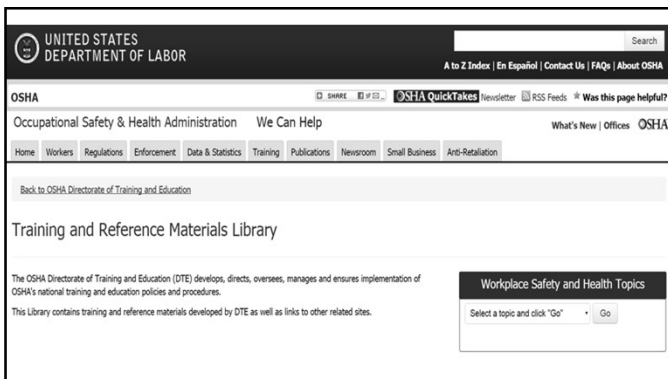 UNITED STATES
DEPARTMENT OF LABOR
Search
A to Z Index | En Español | Contact Us | FAQs | About OSHA
OSHA
SHARE
OSHA QuickTakes Newsletter RSS Feeds Was this page helpful?
Occupational Safety & Health Administration We Can Help
What's New | Offices OSHA
Home Workers Regulations Enforcement Data & Statistics Training Publications Newsroom Small Business Anti-Retaliation
Back to OSHA Directorate of Training and Education
Training and Reference Materials Library
The OSHA Directorate of Training and Education (DTE) develops, directs, oversees, manages and ensures implementation of
OSHA's national training and education policies and procedures.
This Library contains training and reference materials developed by DTE as well as links to other related sites.
Workplace Safety and Health Topics
Select a topic and click "Go" Go